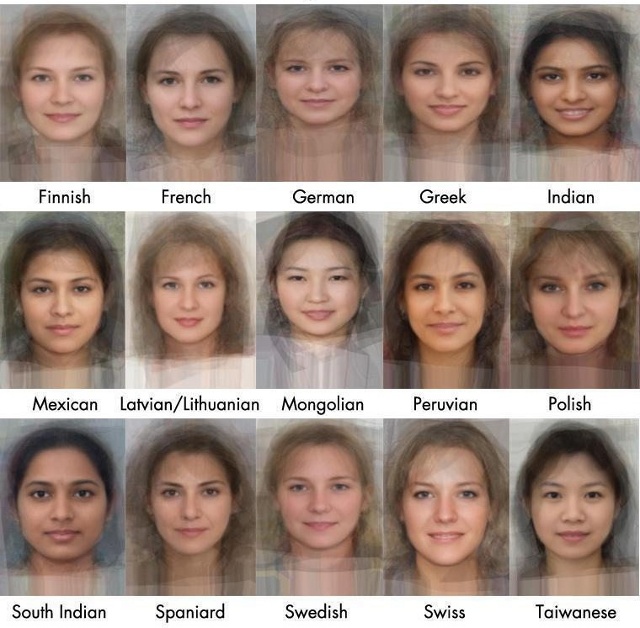 Finnish French German Greek Indian
Mexican Latvian/Lithuanian Mongolian Peruvian Polish
South Indian Spaniard Swedish Swiss Taiwanese